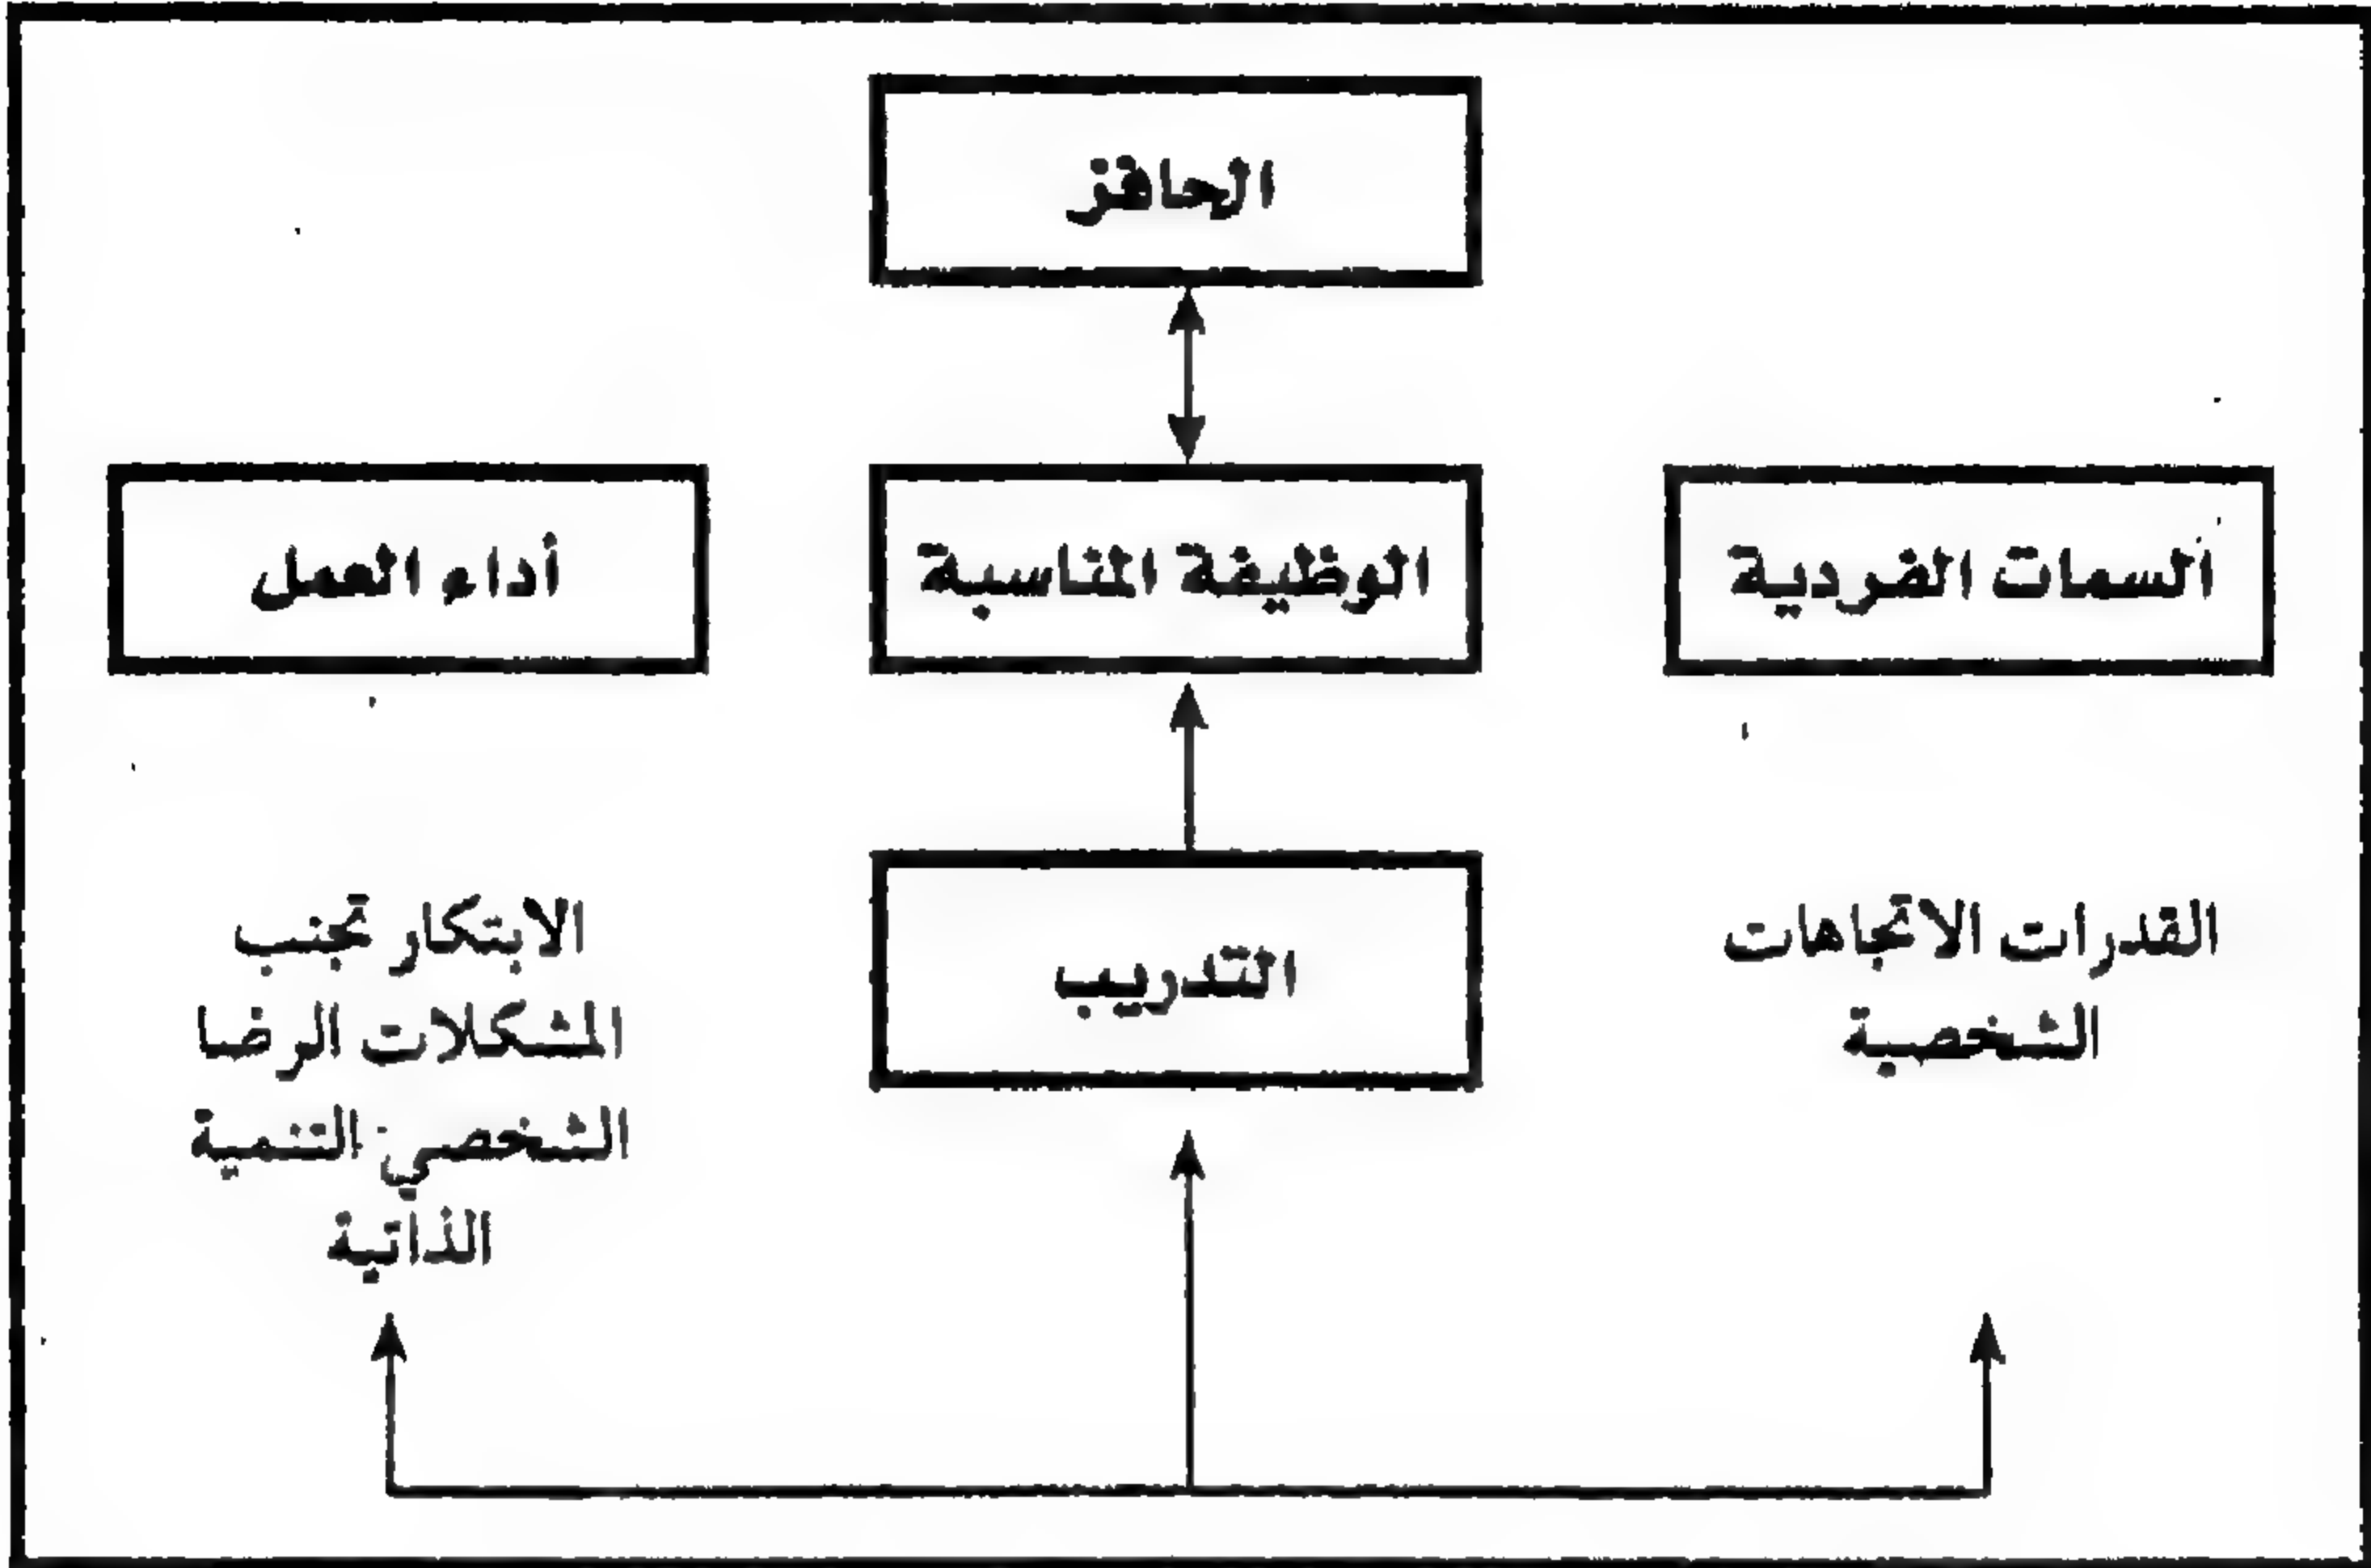 الحافز
السمات الفردية
الوظيفة المناسبة
أداء العمل
القدرات الاتجاهات
الشخصية
التدريب
الابتكار تجنب
المشكلات الرضا
الشخصي التنمية
الذاتية